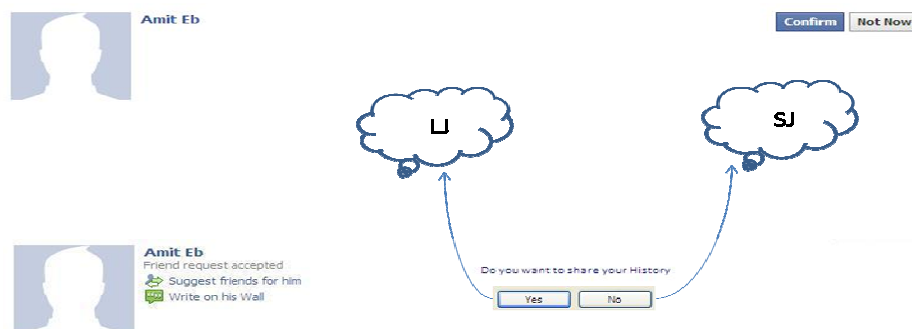 Amit Eb
Confirm Not Now
LJ
SJ
Amit Eb
Friend request accepted
Suggest friends for him
Write on his Wall
Do you want to share your History
Yes No